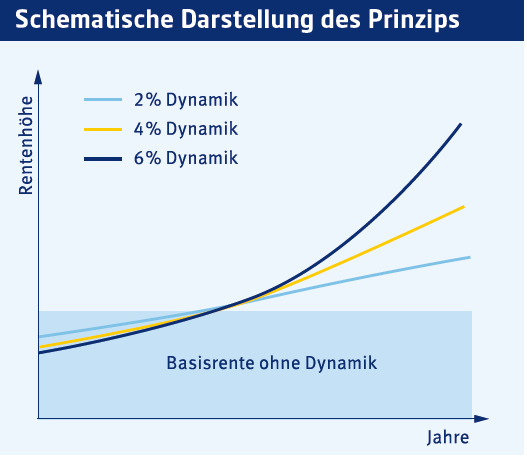 Schematische Darstellung des Prinzips
Rentenhöhe
2% Dynamik
4% Dynamik
6% Dynamik
Basisrente ohne Dynamik
Jahre